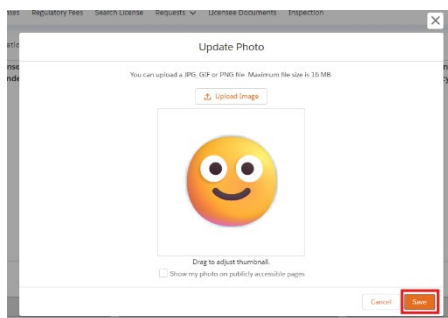 Regulatory Fees Search License Requests Licensee Documents Inspection
Update Photo
You can upload a JPG, GIF or PNG file. Maximum file size is 16 MB.
Upload Image
Drag to adjust thumbnail.
Show my photo on publicly accessible pages
Cancel Save